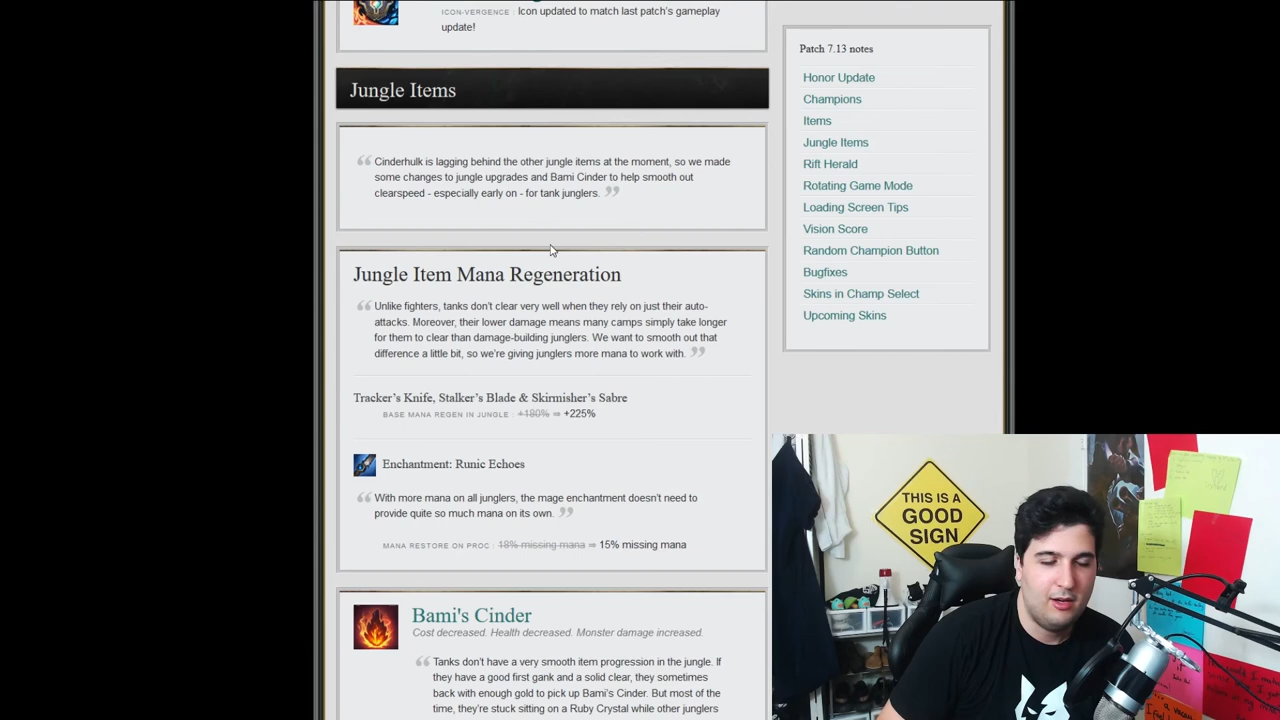 ICON-VERGENCE : Icon updated to match last patch's gameplay
update!
Jungle Items
Cinderhulk is lagging behind the other jungle items at the moment, so we made
some changes to jungle upgrades and Bami Cinder to help smooth out
clearspeed - especially early on - for tank junglers.
Jungle Item Mana Regeneration
Unlike fighters, tanks don't clear very well when they rely on just their auto-
attacks. Moreover, their lower damage means many camps simply take longer
for them to clear than damage-building junglers. We want to smooth out that
difference a little bit, so we're giving junglers more mana to work with.
Tracker's Knife, Stalker's Blade & Skirmisher's Sabre
BASE MANA REGEN IN JUNGLE : +180% ⇒ +225%
Enchantment: Runic Echoes
With more mana on all junglers, the mage enchantment doesn't need to
provide quite so much mana on its own.
MANA RESTORE ON PROC : 18% missing mana ⇒ 15% missing mana
Bami's Cinder
Cost decreased. Health decreased. Monster damage increased.
Tanks don't have a very smooth item progression in the jungle. If
they have a good first gank and a solid clear, they sometimes
back with enough gold to pick up Bami's Cinder. But most of the
time, they're stuck sitting on a Ruby Crystal while other junglers
Patch 7.13 notes
Honor Update
Champions
Items
Jungle Items
Rift Herald
Rotating Game Mode
Loading Screen Tips
Vision Score
Random Champion Button
Bugfixes
Skins in Champ Select
Upcoming Skins
THIS IS A
GOOD
SIGN